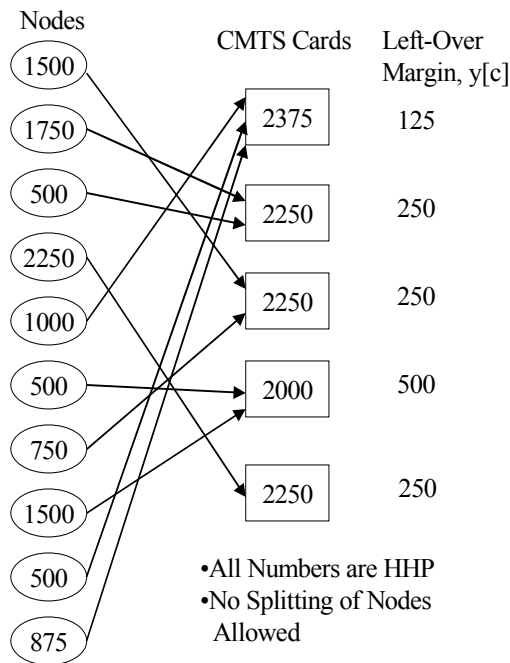 Nodes
CMTS Cards
Left-Over
Margin, y[c]
1500
1750
500
2250
1000
500
750
1500
500
875
2375
2250
2250
2000
2250
125
250
250
500
250
•All Numbers are HHP
•No Splitting of Nodes
Allowed